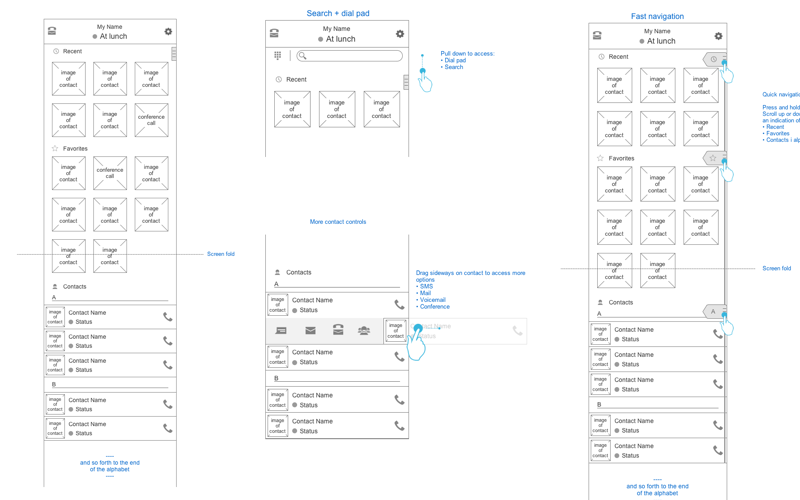 My Name
At lunch
Recent
image of contact
image of contact
image of contact
image of contact
image of contact
conference call
Favorites
image of contact
conference call
image of contact
image of contact
image of contact
image of contact
image of contact
image of contact
Screen fold
Contacts
A
image of contact
Contact Name
Status
image of contact
Contact Name
Status
image of contact
Contact Name
Status
B
image of contact
Contact Name
Status
image of contact
Contact Name
Status
----
and so forth to the end
of the alphabet
----
Search + dial pad
My Name
At lunch
Pull down to access:
• Dial pad
• Search
Recent
image of contact
image of contact
image of contact
More contact controls
Contacts
A
Drag sideways on contact to access more
options
• SMS
• Mail
• Voicemail
• Conference
image of contact
Contact Name
Status
image of contact
Name
Status
image of contact
Contact Name
Status
B
image of contact
Contact Name
Status
image of contact
Contact Name
Status
Fast navigation
My Name
At lunch
Recent
image of contact
image of contact
image of contact
image of contact
image of contact
image of contact
Favorites
image of contact
image of contact
image of contact
image of contact
image of contact
image of contact
image of contact
image of contact
Screen fold
Contacts
A
A
image of contact
Contact Name
Status
image of contact
Contact Name
Status
image of contact
Contact Name
Status
B
image of contact
Contact Name
Status
image of contact
Contact Name
Status
----
and so forth to the end
of the alphabet
Quick
Press and hold
Scroll up or
an indication
• Recent
• Favorites
• Contacts i